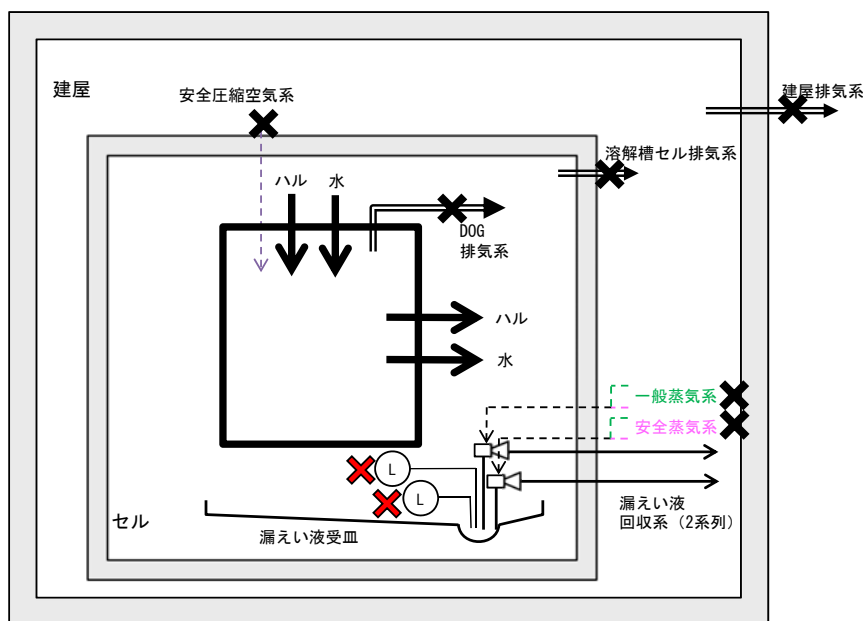 建屋
安全圧縮空気系
建屋排気系
溶解槽セル排気系
ハル
水
DOG
排気系
ハル
水
一般蒸気系
安全蒸気系
L
L
漏えい液
回収系（2系列）
セル
漏えい液受皿